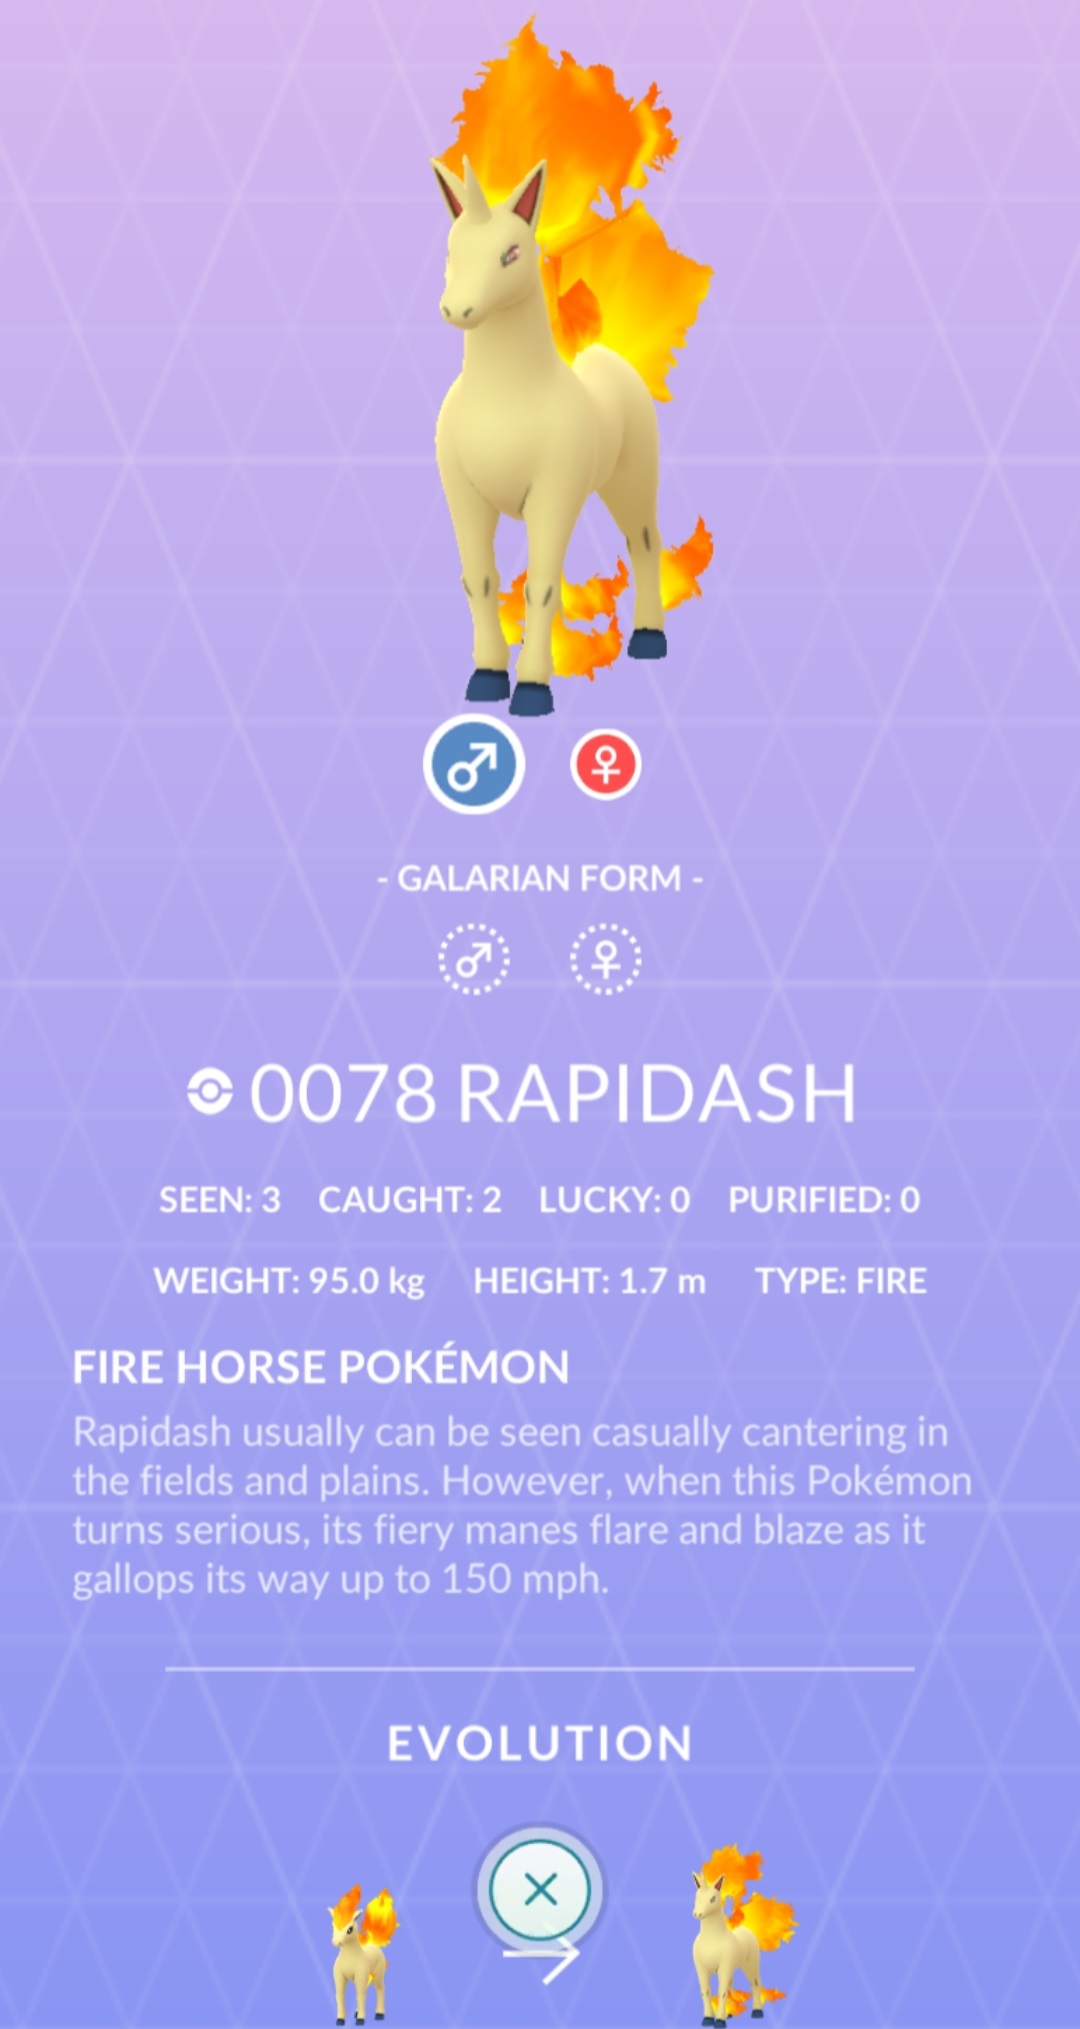 - GALARIAN FORM -
0078 RAPIDASH
SEEN: 3 CAUGHT: 2 LUCKY: 0 PURIFIED: 0
WEIGHT: 95.0 kg HEIGHT: 1.7 m TYPE: FIRE
FIRE HORSE POKÉMON
Rapidash usually can be seen casually cantering in
the fields and plains. However, when this Pokémon
turns serious, its fiery manes flare and blaze as it
gallops its way up to 150 mph.
EVOLUTION